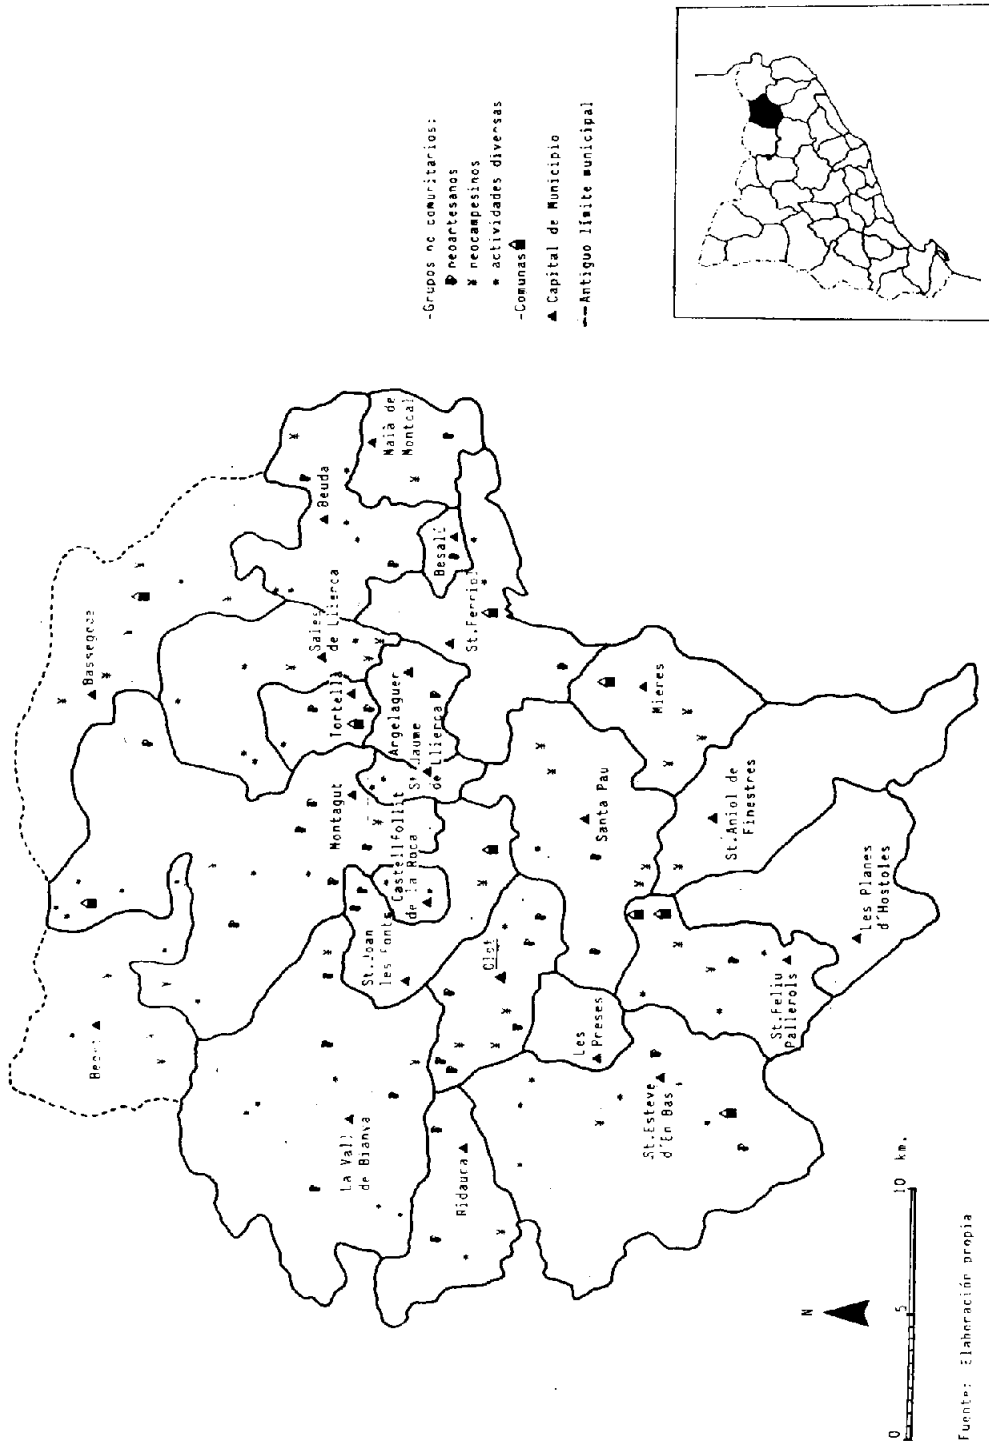 -Grupos no comunitarios:
neoartesanos
neocampesinos
* actividades diversas
-Comunas
▲ Capital de Municipio
—Antiguo límite municipal
Bassegoda
Beget
Beuda
Maià de
Montcal
Sales
de Llierca
Tortellà
Besalú
Argelaguer
St.Ferriol
Montagut
St.Jaume
de Llierca
Castellfollit
de la Roca
St.Joan
les Fonts
La Vall
de Bianya
Olot
Ridaura
Mieres
Santa Pau
Les
Preses
St.Aniol de
Finestres
St.Esteve
d'En Bas
St.Feliu
Pallerols
Les Planes
d'Hostoles
N
0 5 10 km.
Fuente: Elaboración propia